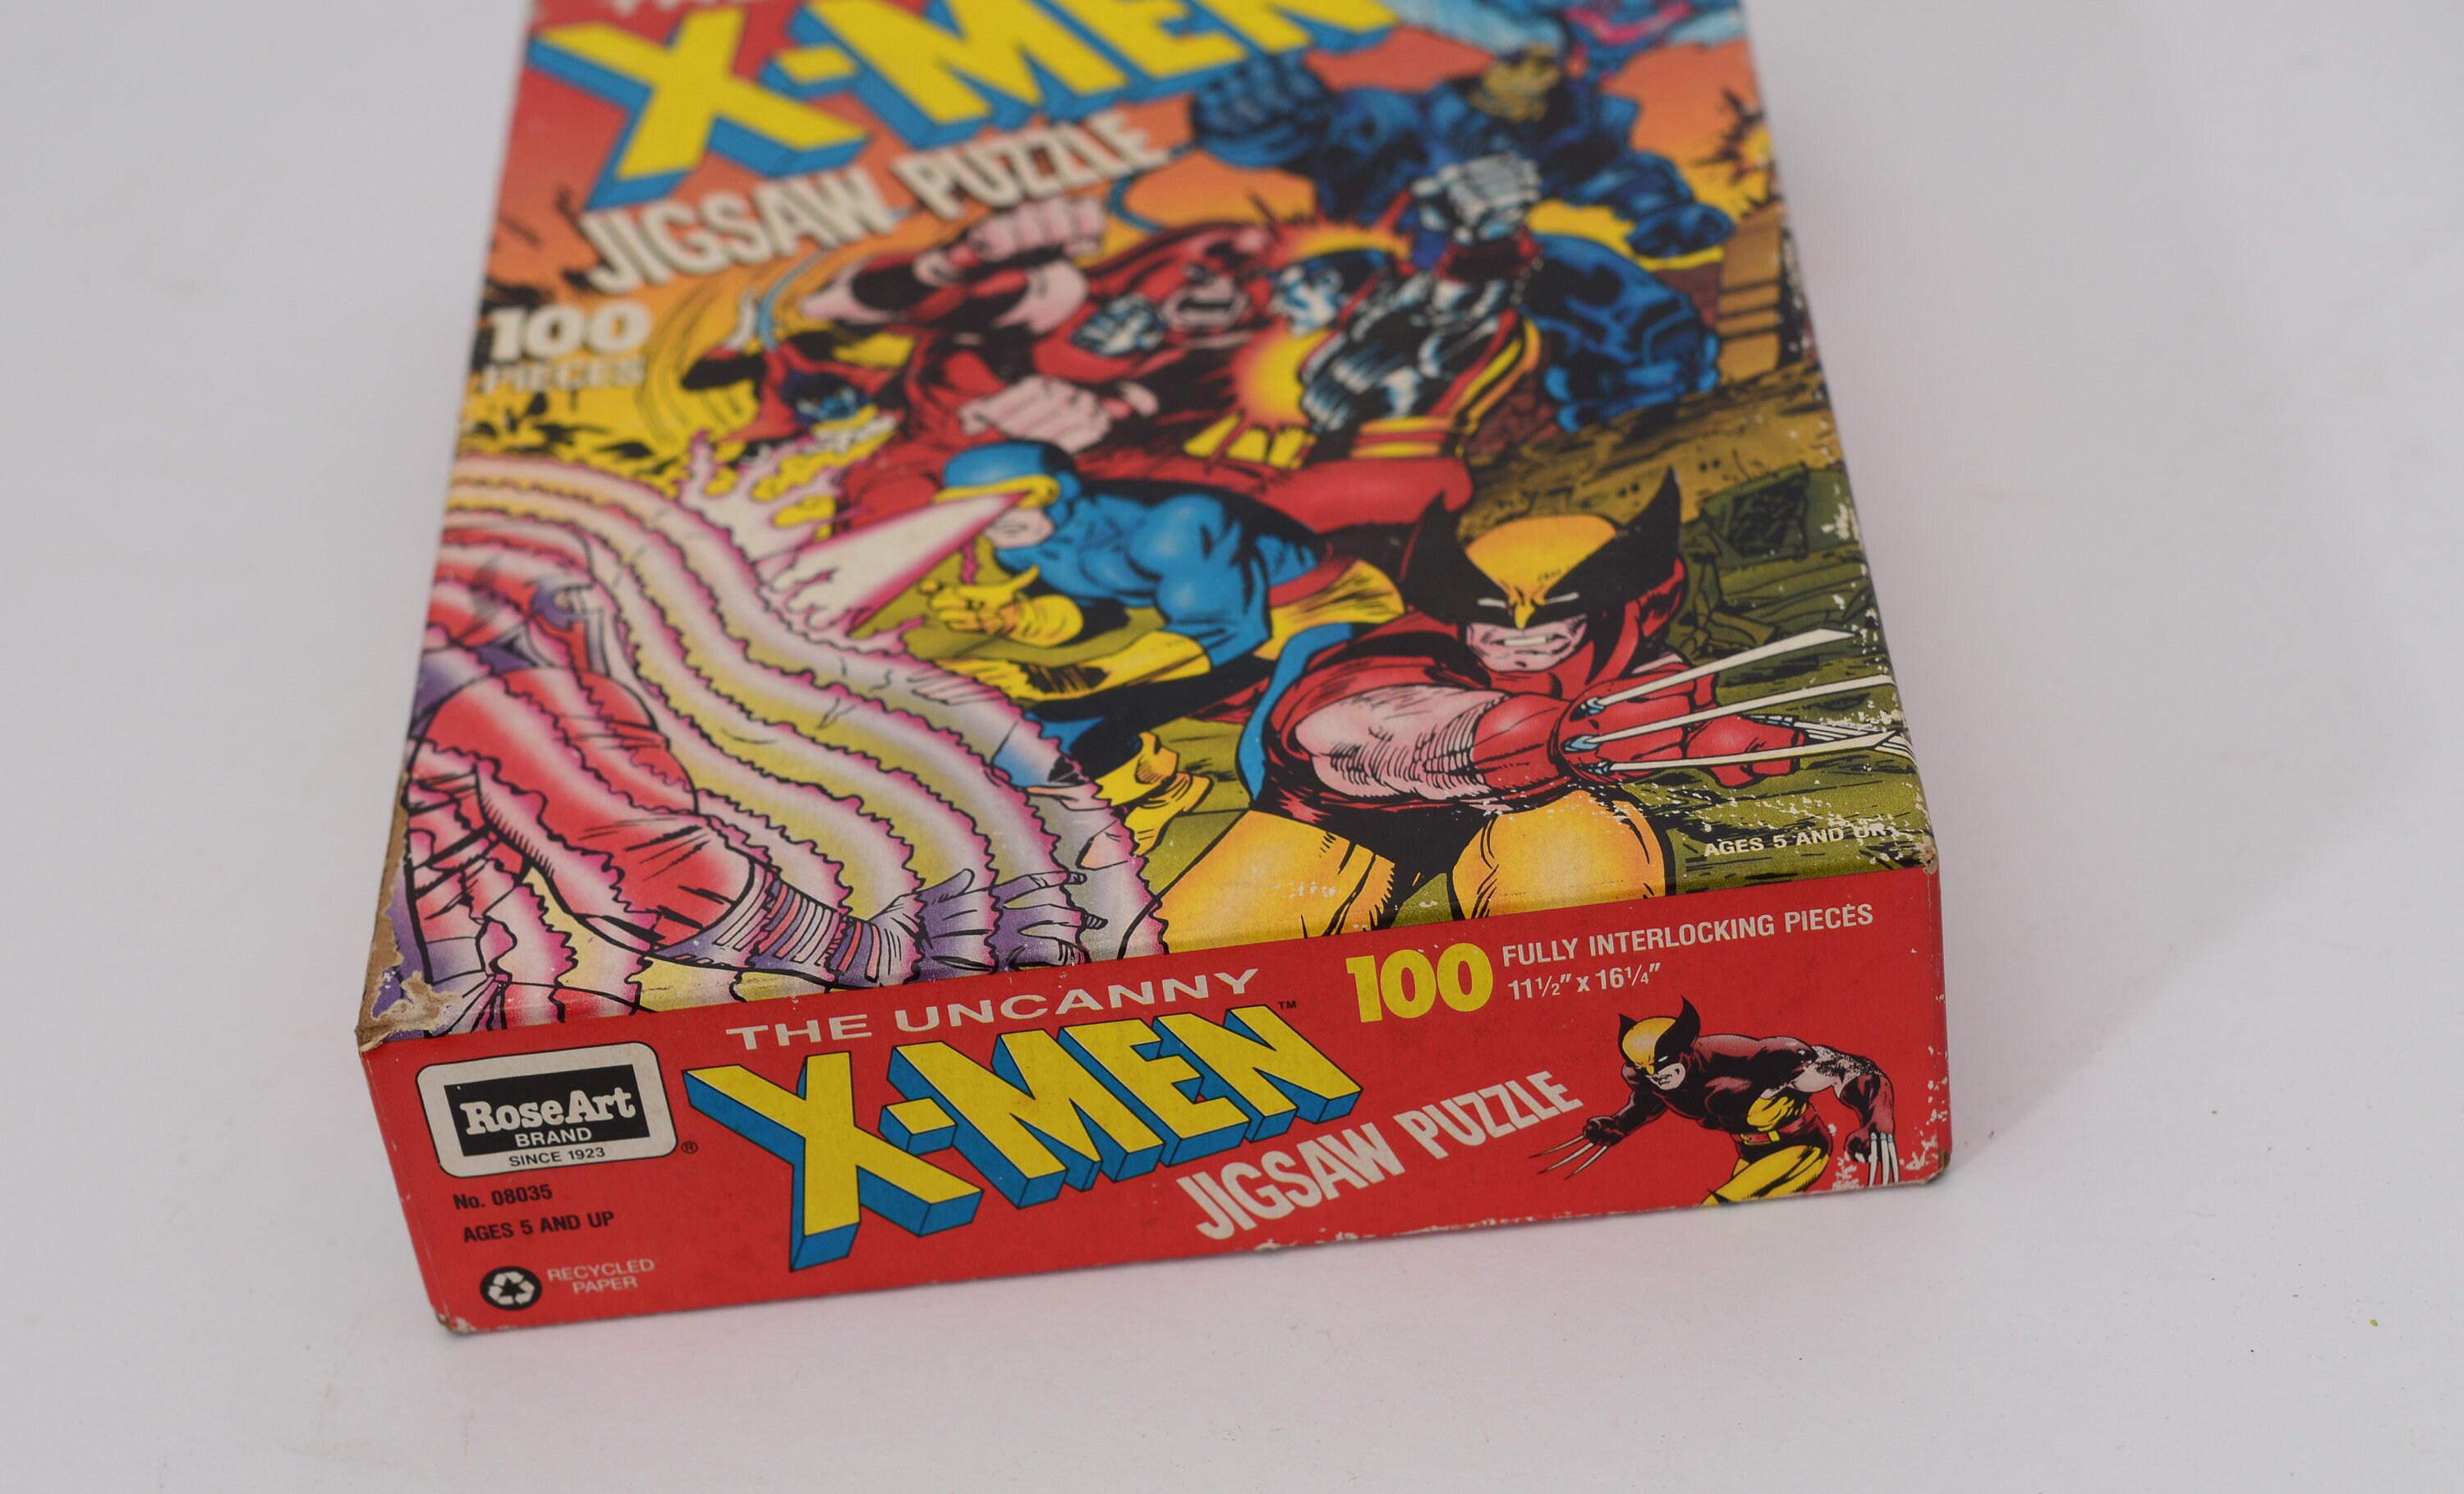 X-MEN
JIGSAW PUZZLE
100
PIECES
AGES 5 AND UP
THE UNCANNY
X-MEN™
JIGSAW PUZZLE
100 FULLY INTERLOCKING PIECES
11½" x 16¼"
RoseArt
BRAND
SINCE 1923
®
No. 08035
AGES 5 AND UP
RECYCLED
PAPER